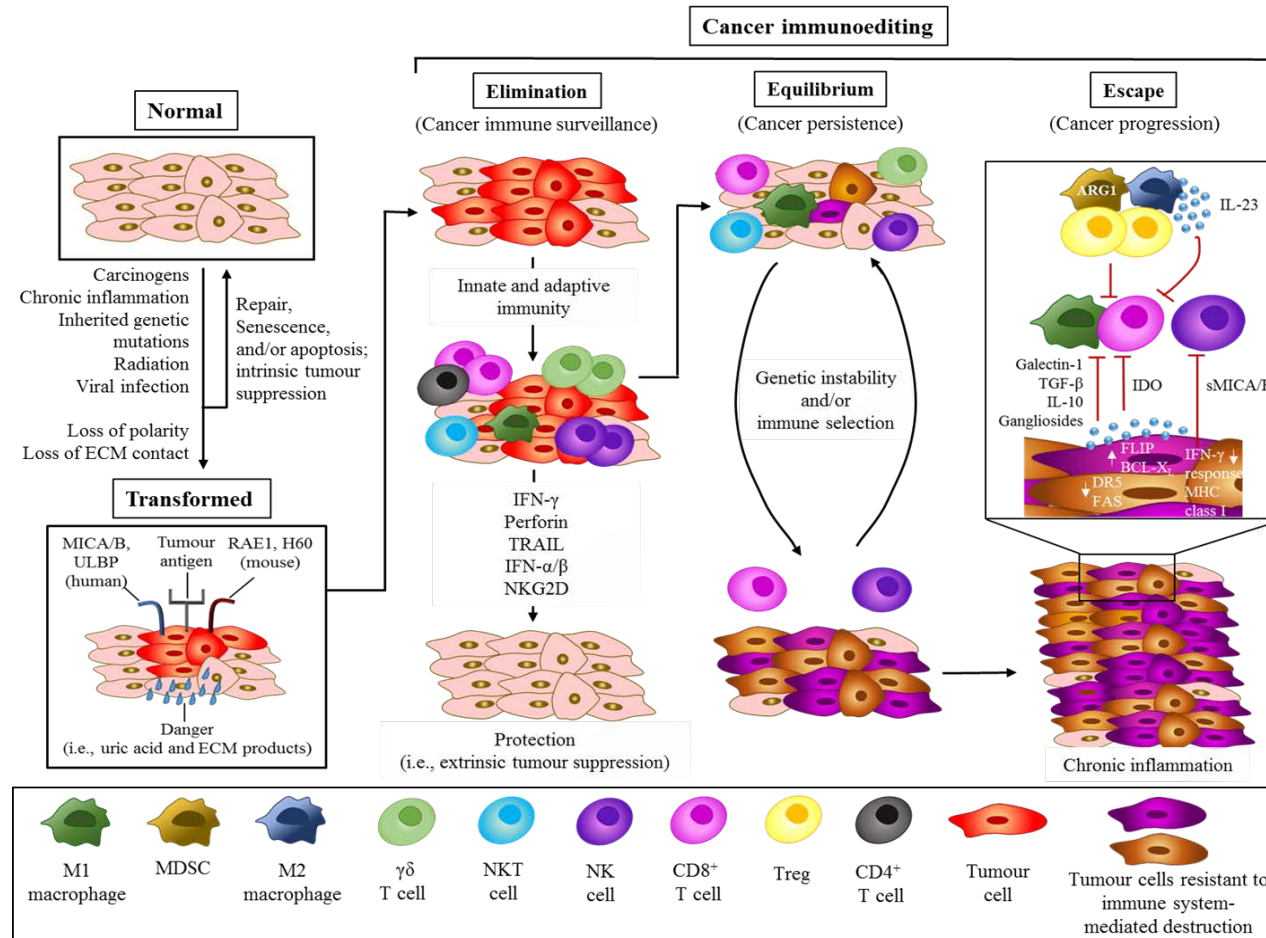 Cancer immunoediting
Normal
Elimination
(Cancer immune surveillance)
Equilibrium
(Cancer persistence)
Escape
(Cancer progression)
Carcinogens
Chronic inflammation
Inherited genetic
mutations
Radiation
Viral infection
Repair,
Senescence,
and/or apoptosis;
intrinsic tumour
suppression
Loss of polarity
Loss of ECM contact
Transformed
MICA/B,
ULBP
(human)
Tumour
antigen
RAE1, H60
(mouse)
Danger
(i.e., uric acid and ECM products)
Innate and adaptive
immunity
IFN-γ
Perforin
TRAIL
IFN-α/β
NKG2D
Protection
(i.e., extrinsic tumour suppression)
Genetic instability
and/or
immune selection
ARG1
IL-23
Galectin-1
TGF-β
IL-10
Gangliosides
IDO
sMICA/B
FLIP
BCL-X_L
DR5
FAS
IFN-γ
response
MHC
class I
Chronic inflammation
M1
macrophage
MDSC
M2
macrophage
γδ
T cell
NKT
cell
NK
cell
CD8⁺
T cell
Treg
CD4⁺
T cell
Tumour
cell
Tumour cells resistant to
immune system-
mediated destruction